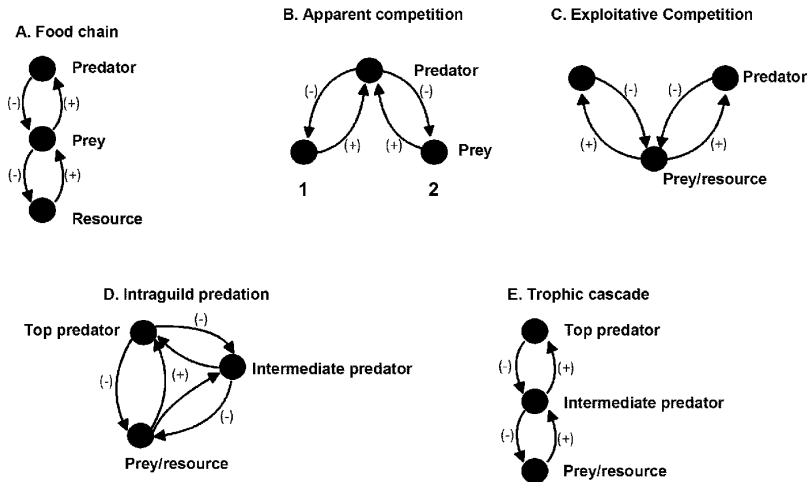 A. Food chain
Predator
(-)
(+)
Prey
(-)
(+)
Resource
B. Apparent competition
Predator
(-)
(-)
(+)
(+)
Prey
1
2
C. Exploitative Competition
Predator
(-)
(-)
(+)
(+)
Prey/resource
D. Intraguild predation
Top predator
(-)
(-)
(+)
Intermediate predator
(-)
Prey/resource
E. Trophic cascade
Top predator
(-)
(+)
Intermediate predator
(-)
(+)
Prey/resource